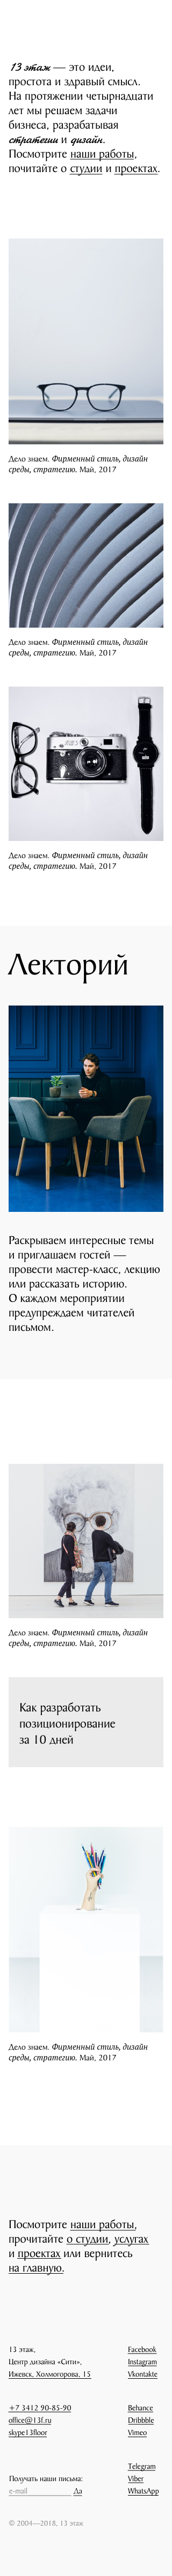 13 этаж — это идеи,
простота и здравый смысл.
На протяжении четырнадцати
лет мы решаем задачи
бизнеса, разрабатывая
стратегии и дизайн.
Посмотрите наши работы,
почитайте о студии и проектах.
Дело знаем. Фирменный стиль, дизайн
среды, стратегию. Май, 2017
Дело знаем. Фирменный стиль, дизайн
среды, стратегию. Май, 2017
Дело знаем. Фирменный стиль, дизайн
среды, стратегию. Май, 2017
Лекторий
Раскрываем интересные темы
и приглашаем гостей —
провести мастер-класс, лекцию
или рассказать историю.
О каждом мероприятии
предупреждаем читателей
письмом.
Дело знаем. Фирменный стиль, дизайн
среды, стратегию. Май, 2017
Как разработать
позиционирование
за 10 дней
Дело знаем. Фирменный стиль, дизайн
среды, стратегию. Май, 2017
Посмотрите наши работы,
прочитайте о студии, услугах
и проектах или вернитесь
на главную.
13 этаж,
Центр дизайна «Сити»,
Ижевск, Холмогорова, 15
Facebook
Instagram
Vkontakte
+7 3412 90-85-90
office@13f.ru
skype13floor
Behance
Dribbble
Vimeo
Получать наши письма:
e-mail Да
Telegram
Viber
WhatsApp
© 2004—2018, 13 этаж